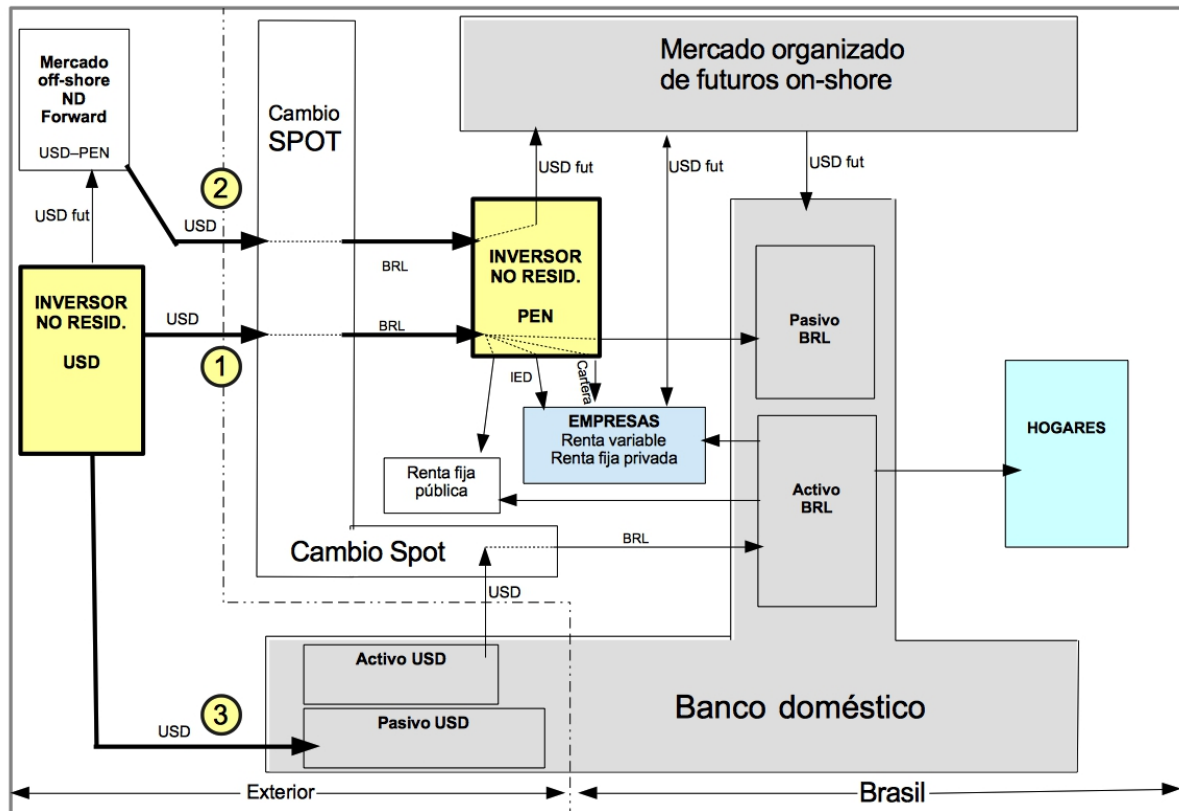 Mercado
off-shore
ND
Forward
USD–PEN
Cambio
SPOT
Mercado organizado
de futuros on-shore
USD fut
USD fut
USD fut
USD fut
2
USD
BRL
INVERSOR
NO RESID.
USD
INVERSOR
NO RESID.
PEN
USD
BRL
1
Pasivo
BRL
IED
Cartera
EMPRESAS
Renta variable
Renta fija privada
HOGARES
Renta fija
pública
Activo
BRL
Cambio Spot
BRL
USD
Activo USD
Pasivo USD
Banco doméstico
3
USD
Exterior
Brasil